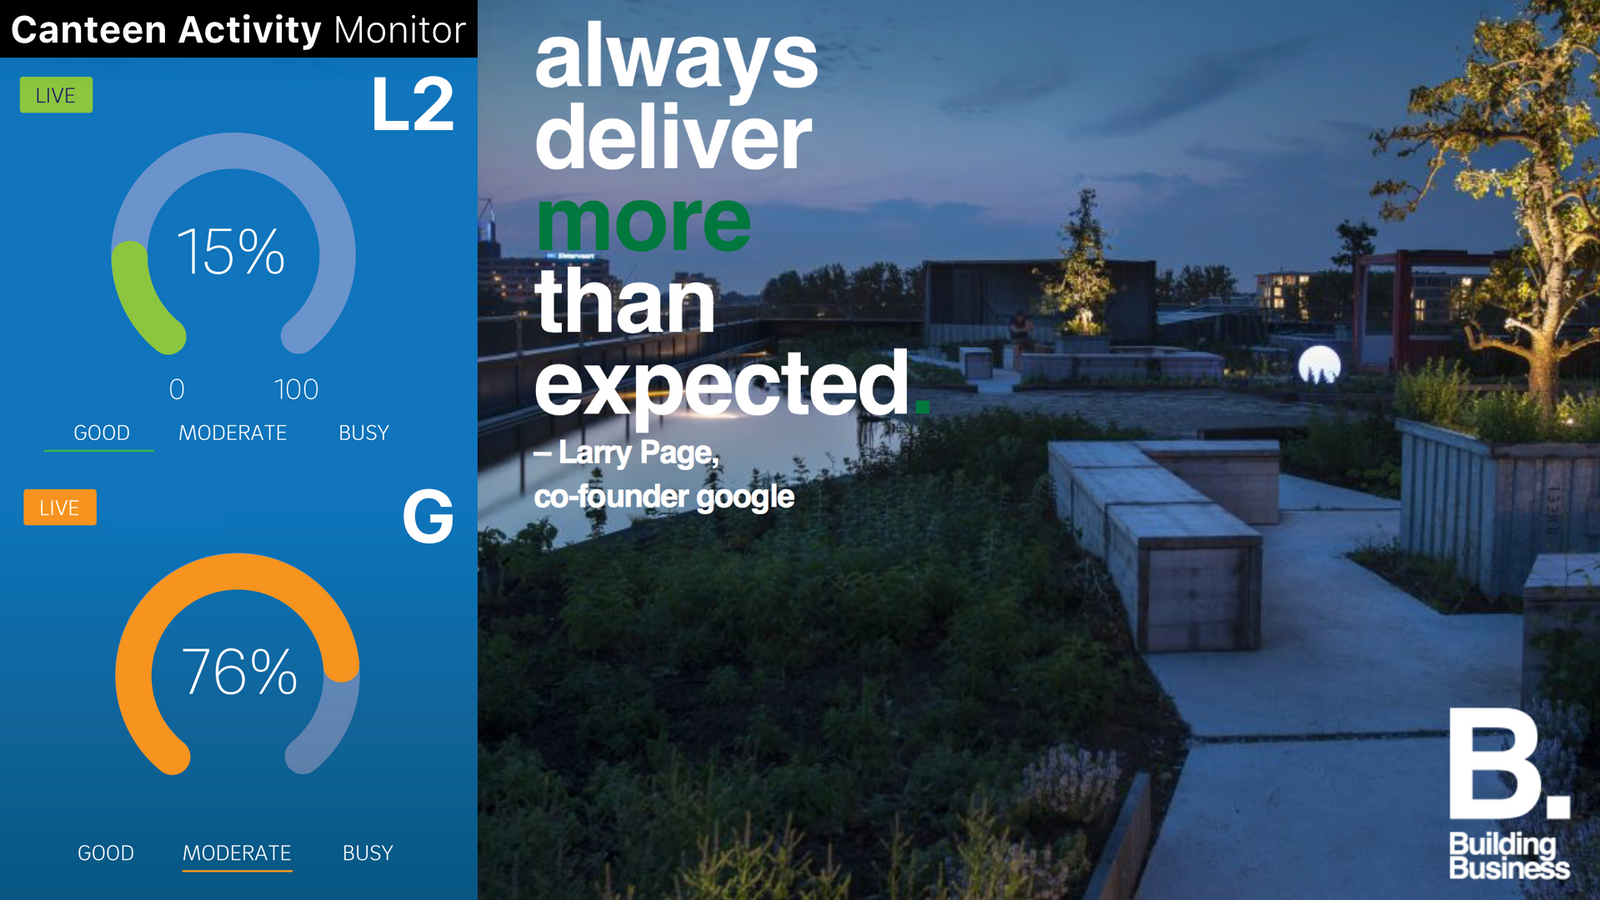 Canteen Activity Monitor
LIVE
L2
15%
0 100
GOOD MODERATE BUSY
LIVE
G
76%
GOOD MODERATE BUSY
always
deliver
more
than
expected.
– Larry Page,
co-founder google
B.
Building
Business